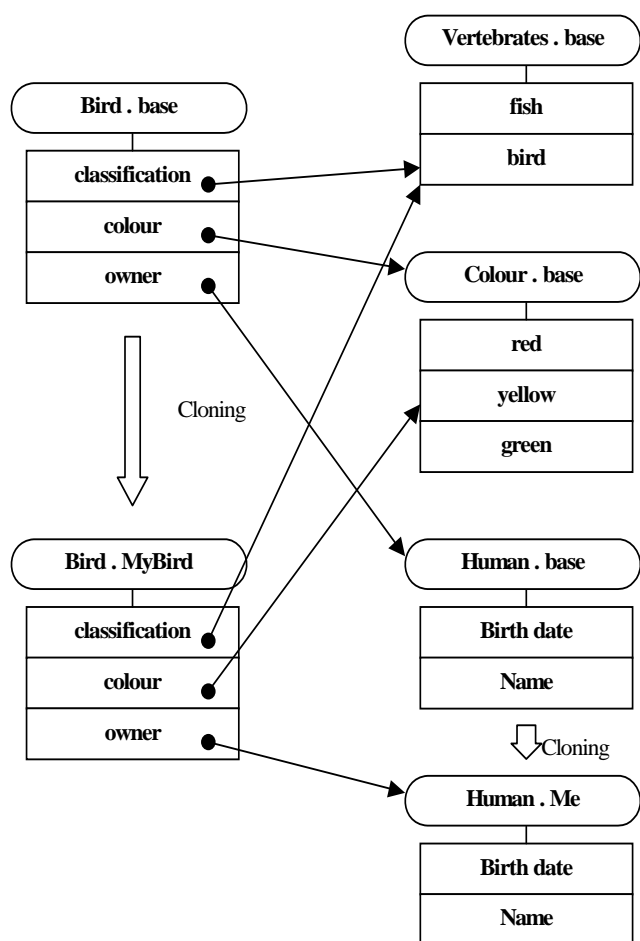 Vertebrates . base
fish
bird
Bird . base
classification
colour
owner
Colour . base
red
yellow
green
Cloning
Bird . MyBird
classification
colour
owner
Human . base
Birth date
Name
Cloning
Human . Me
Birth date
Name